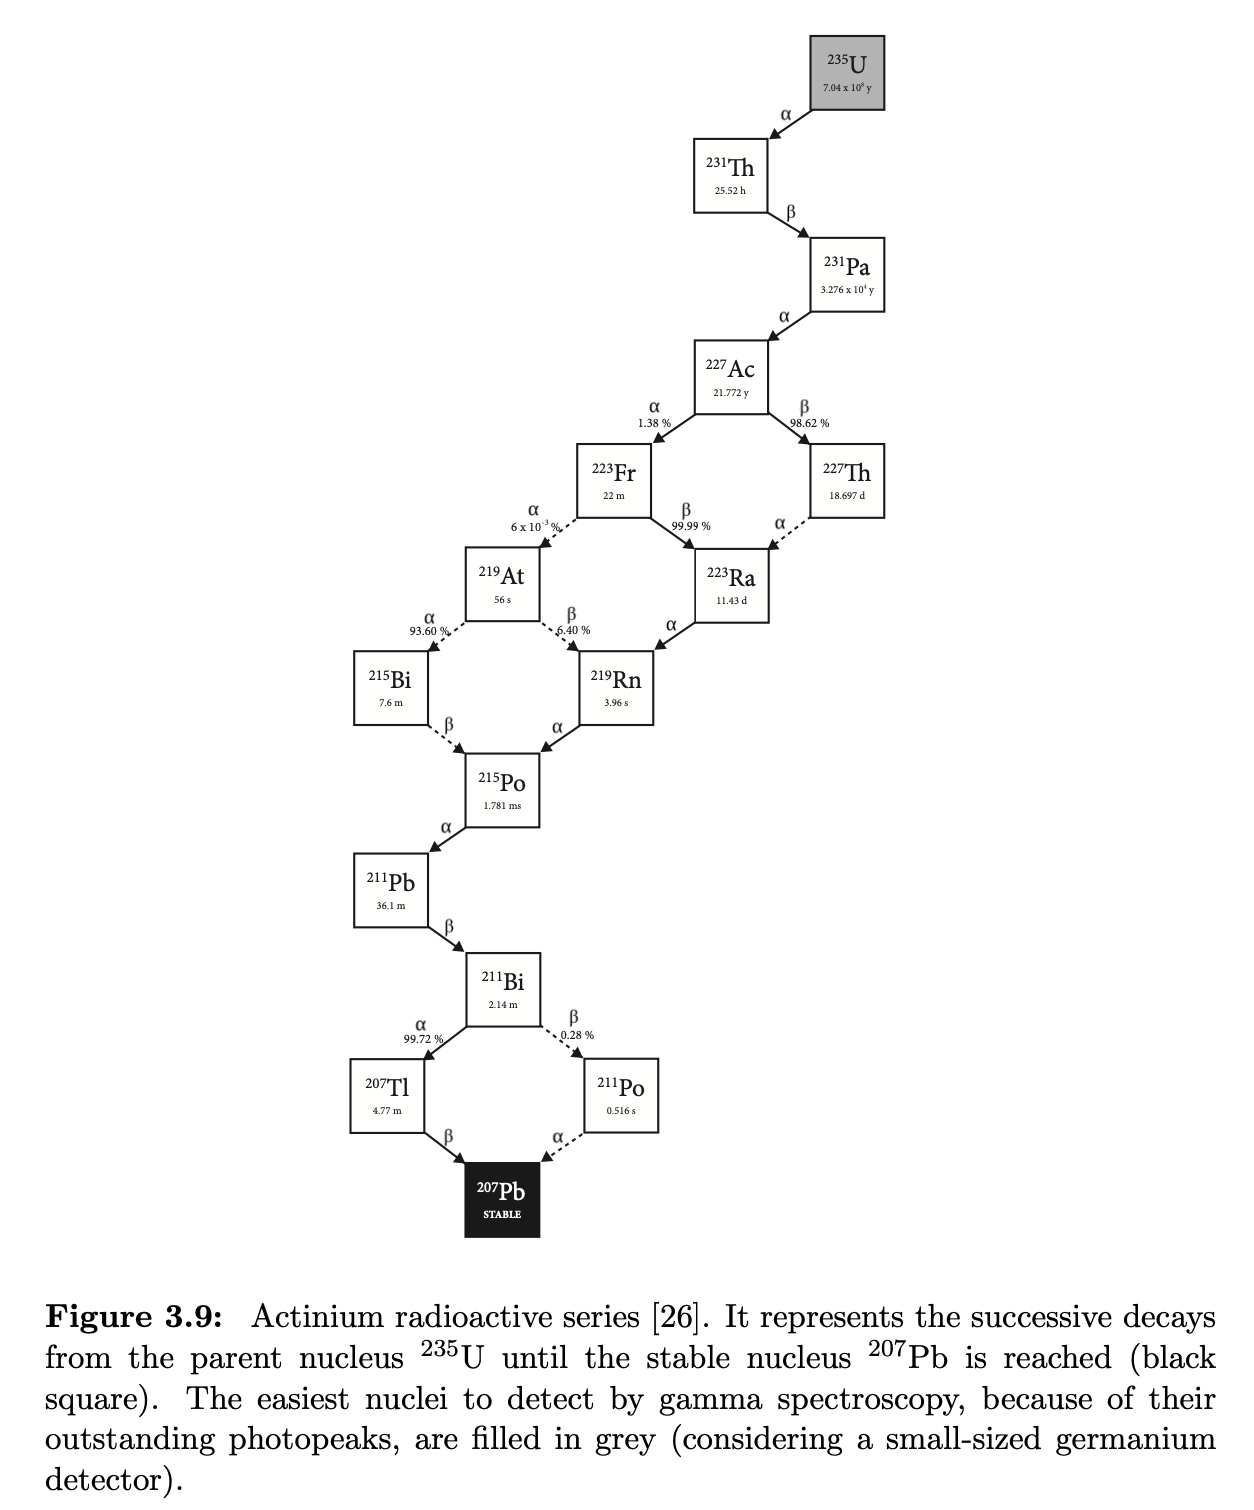 ²³⁵U
7.04 x 10⁸ y
α
²³¹Th
25.52 h
β
²³¹Pa
3.276 x 10⁴ y
α
²²⁷Ac
21.772 y
α
1.38 %
β
98.62 %
²²³Fr
22 m
²²⁷Th
18.697 d
α
6 x 10⁻³ %
β
99.99 %
α
²¹⁹At
56 s
²²³Ra
11.43 d
α
93.60 %
β
6.40 %
α
²¹⁵Bi
7.6 m
²¹⁹Rn
3.96 s
β
α
²¹⁵Po
1.781 ms
α
²¹¹Pb
36.1 m
β
²¹¹Bi
2.14 m
α
99.72 %
β
0.28 %
²⁰⁷Tl
4.77 m
²¹¹Po
0.516 s
β
α
²⁰⁷Pb
STABLE
Figure 3.9: Actinium radioactive series [26]. It represents the successive decays
from the parent nucleus ²³⁵U until the stable nucleus ²⁰⁷Pb is reached (black
square). The easiest nuclei to detect by gamma spectroscopy, because of their
outstanding photopeaks, are filled in grey (considering a small-sized germanium
detector).